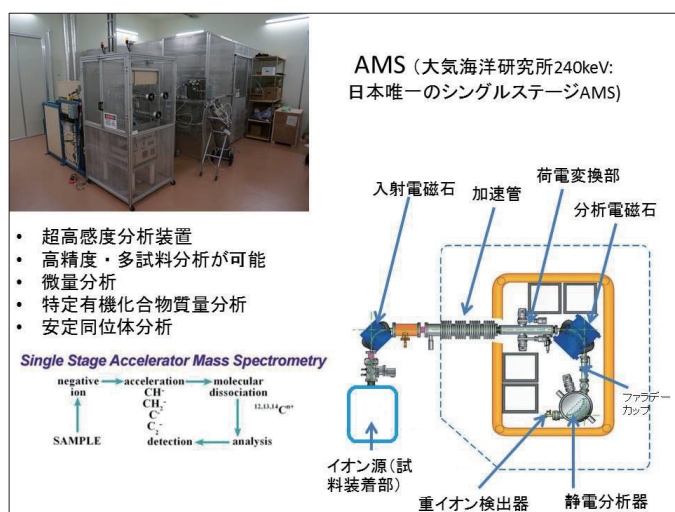 AMS（大気海洋研究所240keV:
日本唯一のシングルステージAMS)
• 超高感度分析装置
• 高精度・多試料分析が可能
• 微量分析
• 特定有機化合物質量分析
• 安定同位体分析
Single Stage Accelerator Mass Spectrometry
negative ion
acceleration
molecular dissociation
CH⁻
CH₂⁻
C⁻
C₂⁻
12,13,14Cⁿ⁺
SAMPLE
detection
analysis
入射電磁石
加速管
荷電変換部
分析電磁石
ファラデー
カップ
イオン源（試
料装着部）
重イオン検出器
静電分析器